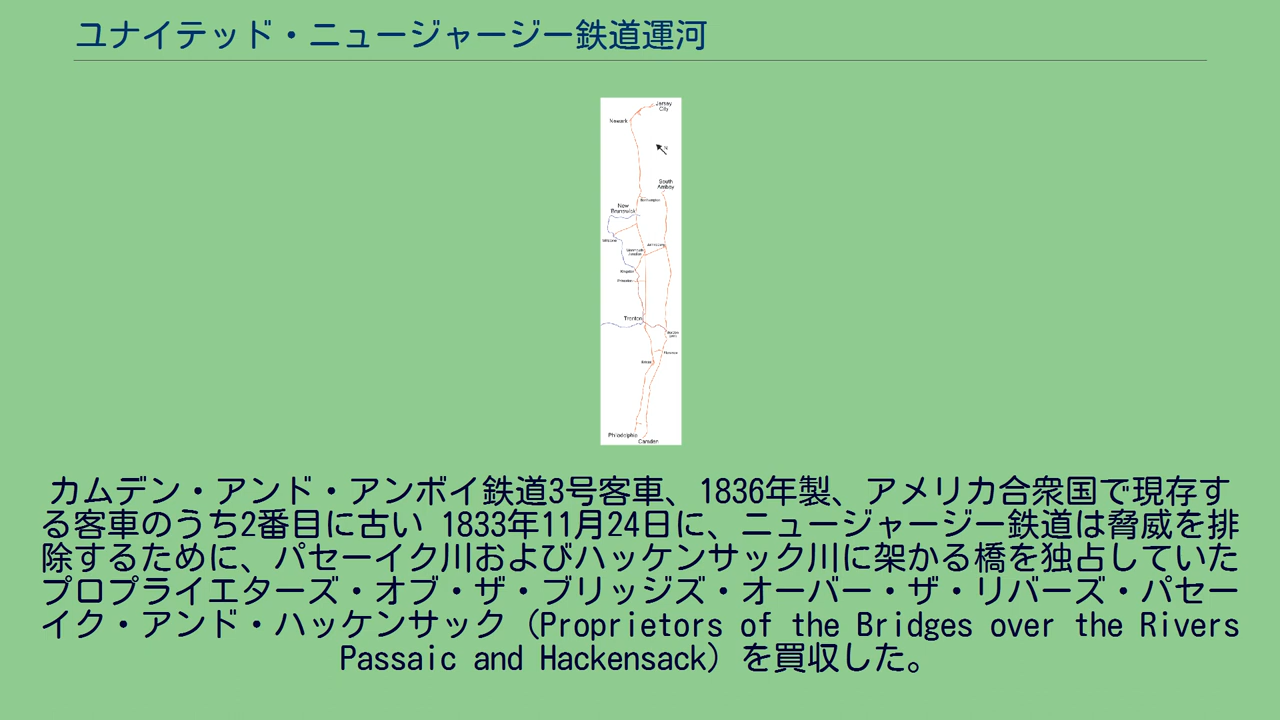 ユナイテッド・ニュージャージー鉄道運河
Jersey
City
Newark
South
Amboy
New
Brunswick
Trenton
Philadelphia
Camden
カムデン・アンド・アンボイ鉄道3号客車、1836年製、アメリカ合衆国で現存す
る客車のうち2番目に古い 1833年11月24日に、ニュージャージー鉄道は脅威を排
除するために、パセーイク川およびハッケンサック川に架かる橋を独占していた
プロプライエターズ・オブ・ザ・ブリッジズ・オーバー・ザ・リバーズ・パセー
イク・アンド・ハッケンサック（Proprietors of the Bridges over the Rivers
Passaic and Hackensack）を買収した。